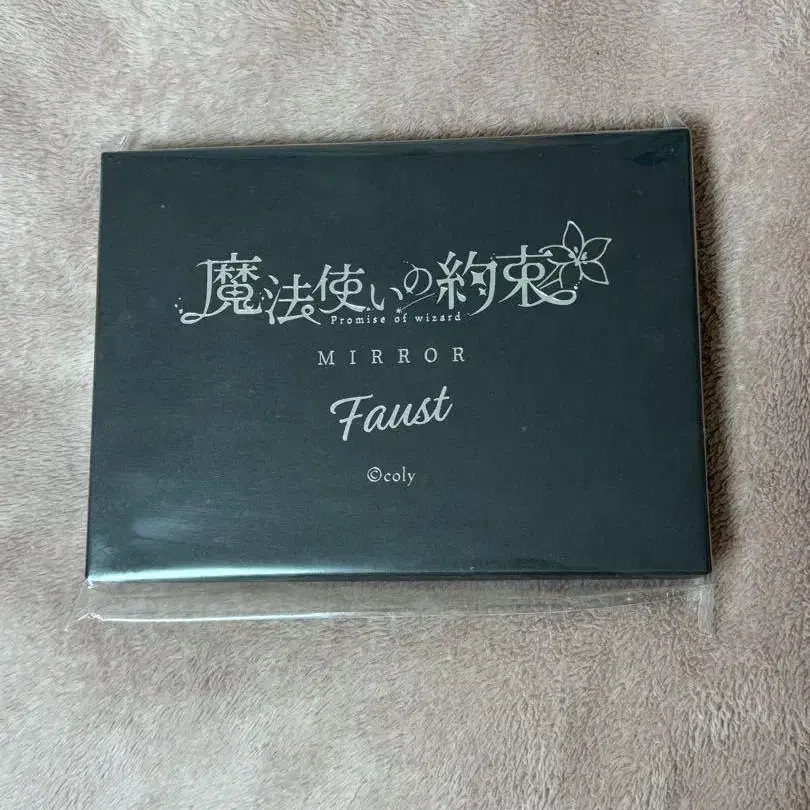 魔法使いの約束
Promise of wizard
MIRROR
Faust
©coly